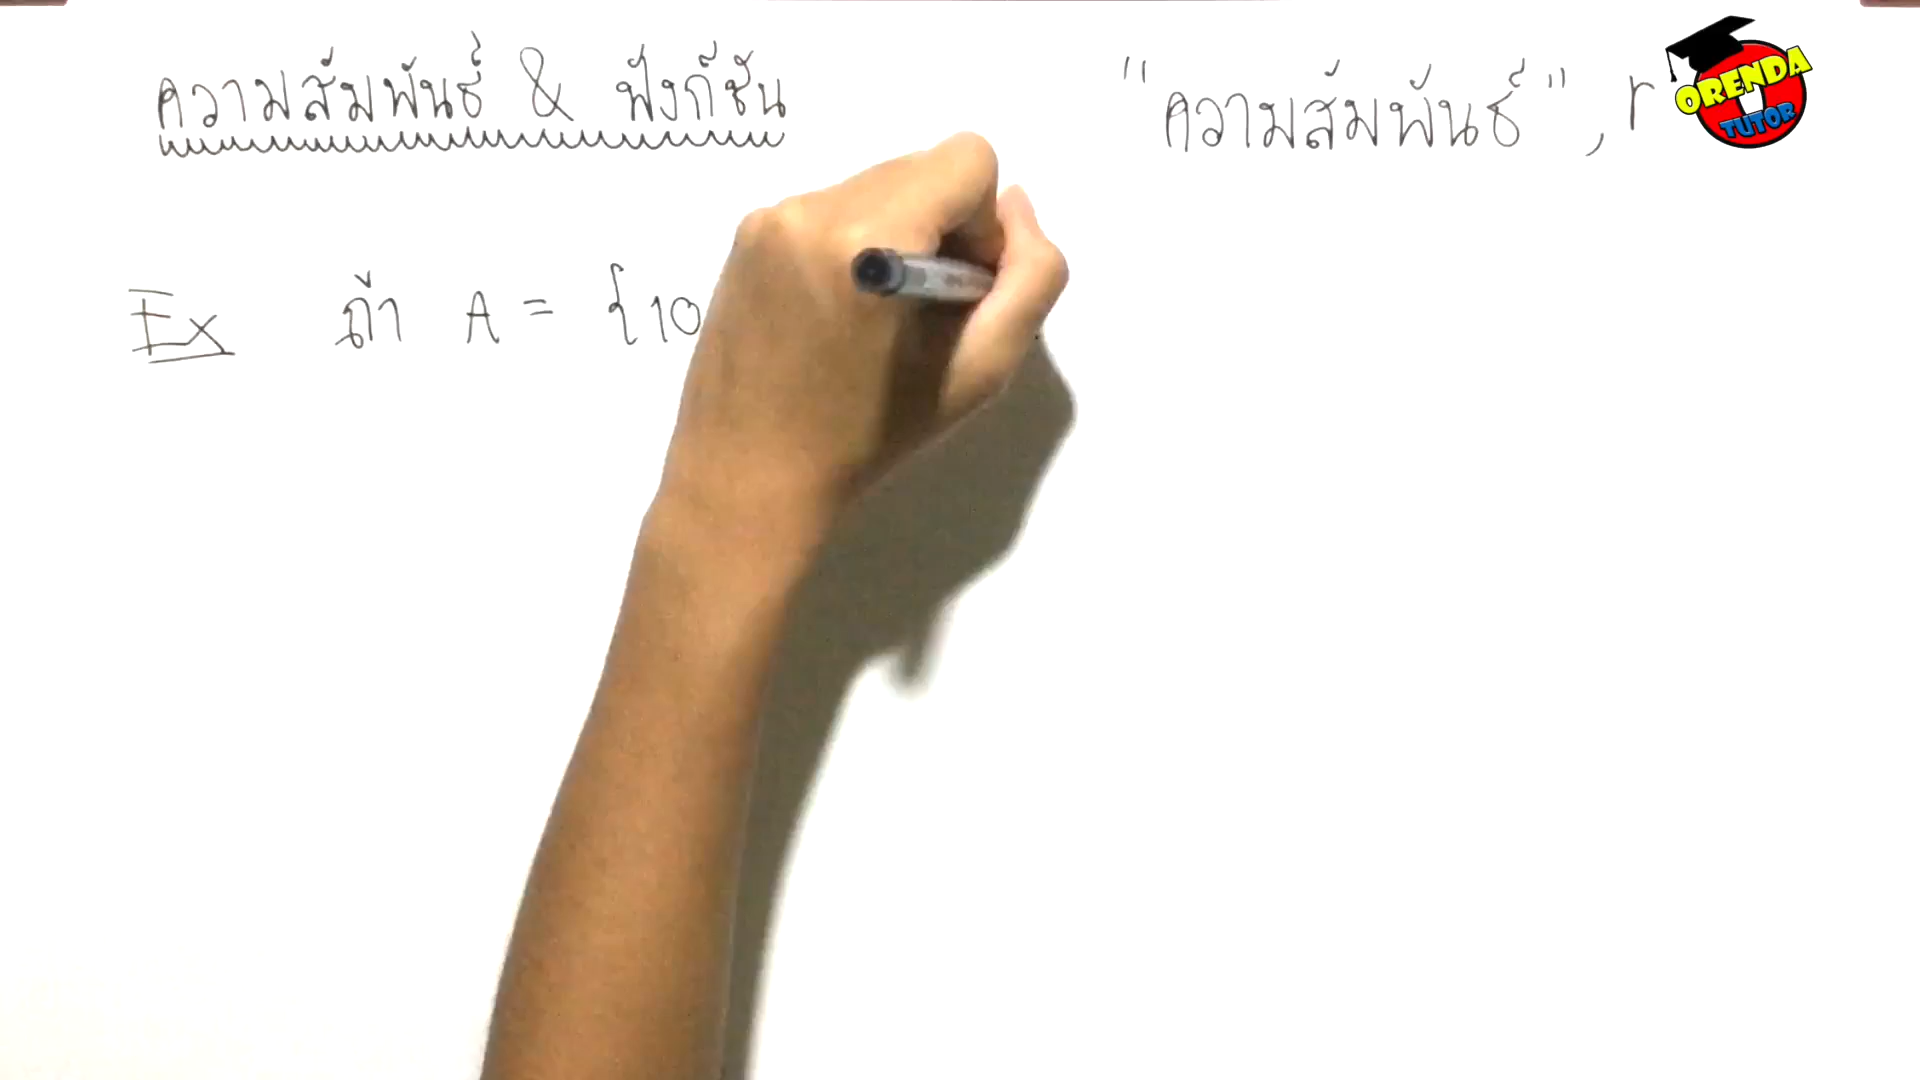 ความสัมพันธ์ & ฟังก์ชัน
"ความสัมพันธ์", r
ORENDA
TUTOR
Ex ถ้า A = {10